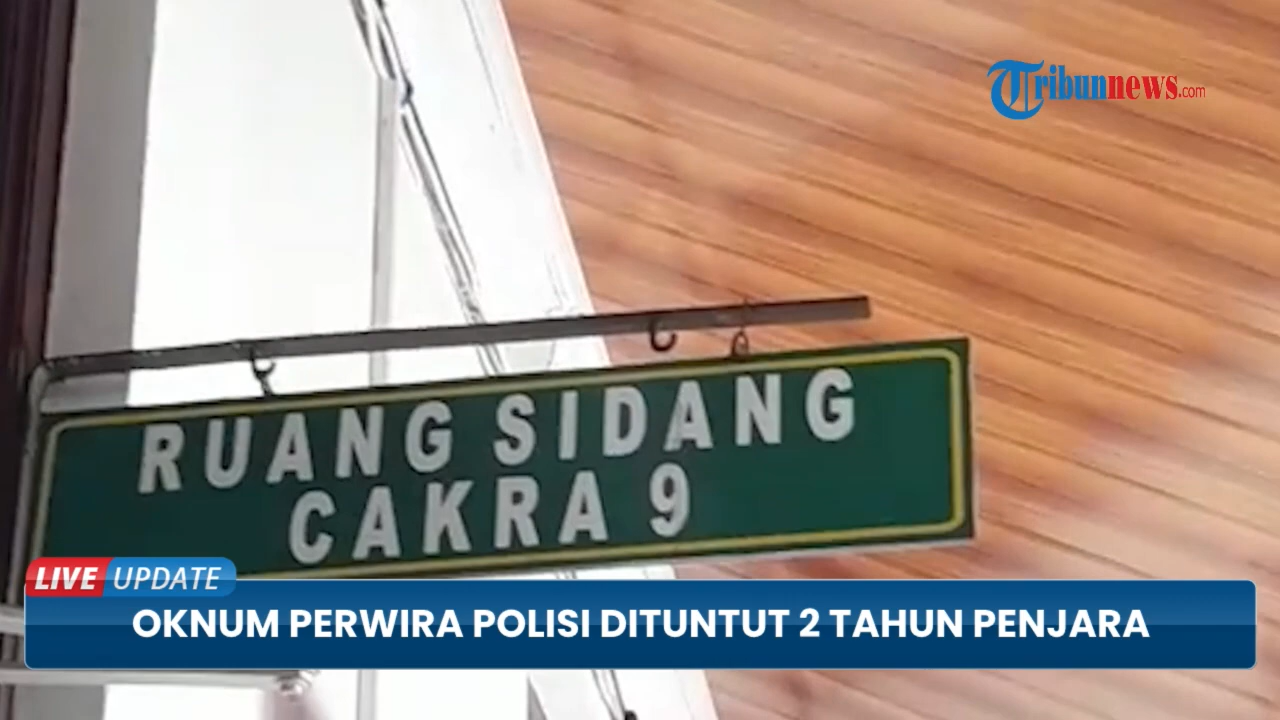 Tribunnews.com
RUANG SIDANG
CAKRA 9
LIVE UPDATE
OKNUM PERWIRA POLISI DITUNTUT 2 TAHUN PENJARA